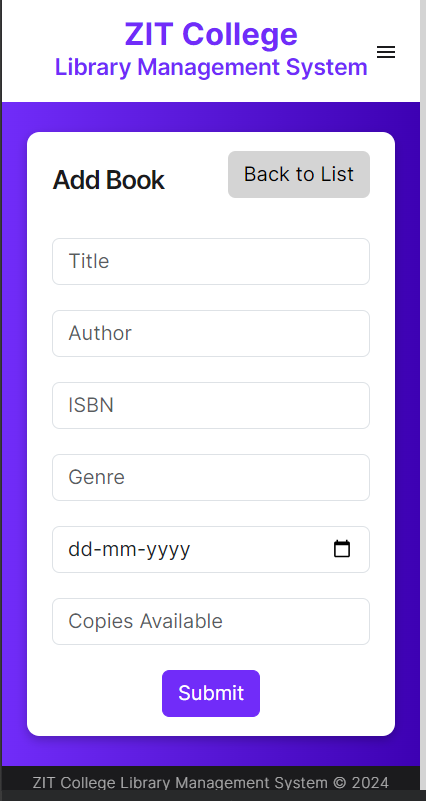 ZIT College
Library Management System
Add Book
Back to List
Title
Author
ISBN
Genre
dd-mm-yyyy
Copies Available
Submit
ZIT College Library Management System © 2024